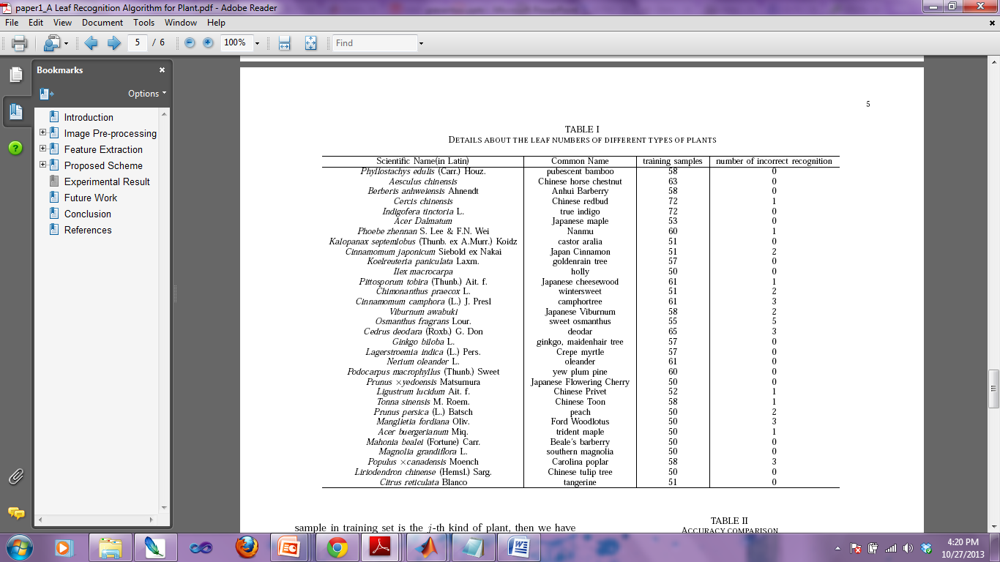 paper1_A Leaf Recognition Algorithm for Plant.pdf - Adobe Reader
File Edit View Document Tools Window Help
5 / 6 100% Find
Bookmarks
Options
Introduction
Image Pre-processing
Feature Extraction
Proposed Scheme
Experimental Result
Future Work
Conclusion
References
5
TABLE I
DETAILS ABOUT THE LEAF NUMBERS OF DIFFERENT TYPES OF PLANTS
Scientific Name(in Latin) Common Name training samples number of incorrect recognition
Phyllostachys edulis (Carr.) Houz. pubescent bamboo 58 0
Aesculus chinensis Chinese horse chestnut 63 0
Berberis anhweiensis Ahnendt Anhui Barberry 58 0
Cercis chinensis Chinese redbud 72 1
Indigofera tinctoria L. true indigo 72 0
Acer Dalmatum Japanese maple 53 0
Phoebe zhennan S. Lee & F.N. Wei Nanmu 60 1
Kalopanax septemlobus (Thunb. ex A.Murr.) Koidz castor aralia 51 0
Cinnamomum japonicum Siebold ex Nakai Japan Cinnamon 51 2
Koelreuteria paniculata Laxm. goldenrain tree 57 0
Ilex macrocarpa holly 50 0
Pittosporum tobira (Thunb.) Ait. f. Japanese cheesewood 61 1
Chimonanthus praecox L. wintersweet 51 2
Cinnamomum camphora (L.) J. Presl camphortree 61 3
Viburnum awabuki Japanese Viburnum 58 2
Osmanthus fragrans Lour. sweet osmanthus 55 5
Cedrus deodara (Roxb.) G. Don deodar 65 3
Ginkgo biloba L. ginkgo, maidenhair tree 57 0
Lagerstroemia indica (L.) Pers. Crepe myrtle 57 0
Nerium oleander L. oleander 61 0
Podocarpus macrophyllus (Thunb.) Sweet yew plum pine 60 0
Prunus ×yedoensis Matsumura Japanese Flowering Cherry 50 0
Ligustrum lucidum Ait. f. Chinese Privet 52 1
Tonna sinensis M. Roem. Chinese Toon 58 1
Prunus persica (L.) Batsch peach 50 2
Manglietia fordiana Oliv. Ford Woodlotus 50 3
Acer buergerianum Miq. trident maple 50 1
Mahonia bealei (Fortune) Carr. Beale's barberry 50 0
Magnolia grandiflora L. southern magnolia 50 0
Populus ×canadensis Moench Carolina poplar 58 3
Liriodendron chinense (Hemsl.) Sarg. Chinese tulip tree 50 0
Citrus reticulata Blanco tangerine 51 0
sample in training set is the j-th kind of plant, then we have
TABLE II
ACCURACY COMPARISON
4:20 PM
10/27/2013